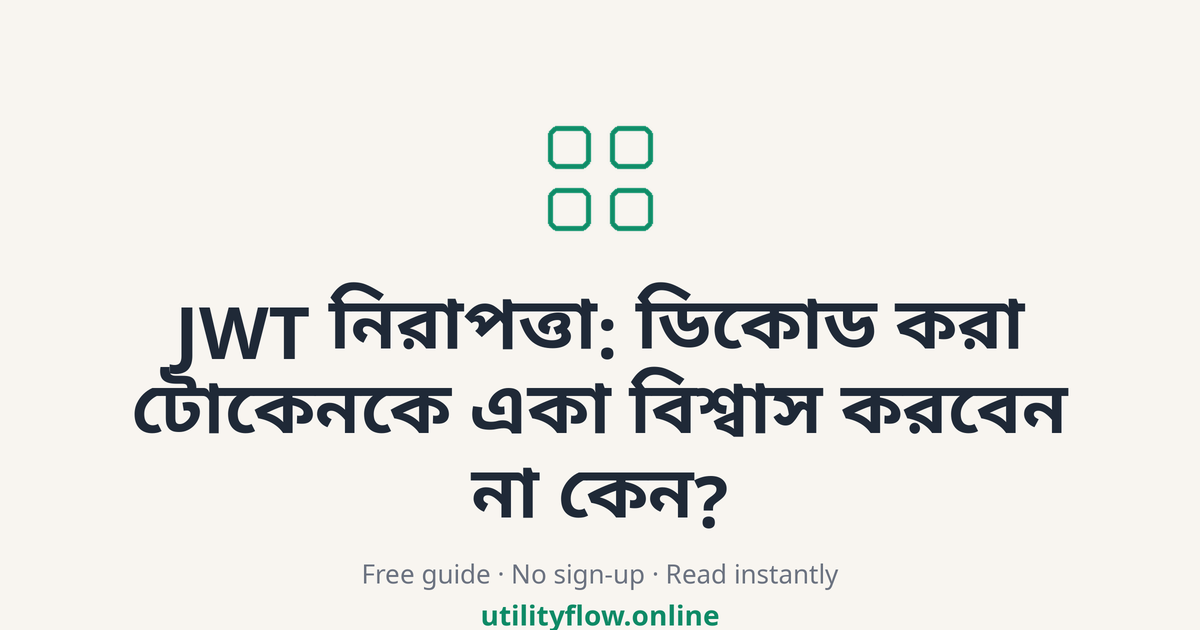 JWT নিরাপত্তা: ডিকোড করা
টোকেনকে একা বিশ্বাস করবেন
না কেন?
Free guide · No sign-up · Read instantly
utilityflow.online